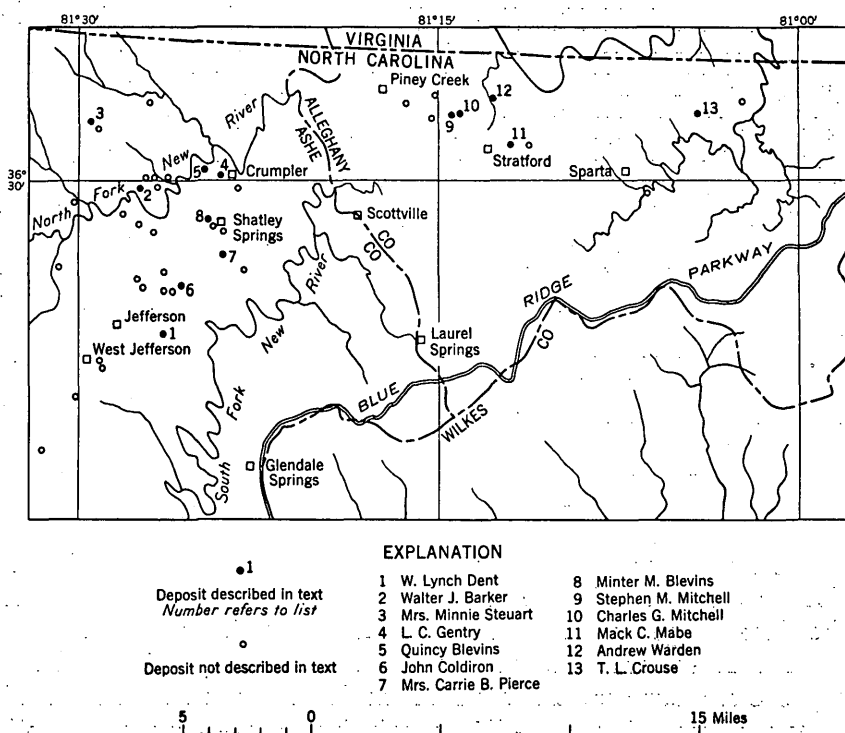 81°30' 81°15' 81°00'
VIRGINIA
NORTH CAROLINA
Piney Creek
12
3
River
ALLEGHANY
ASHE
9 10
13
11
Stratford
New
5 4
Crumpler
Sparta
36°
30'
2
Fork
North
8
Shatley
Springs
Scottville
CO
CO
7
River
PARKWAY
RIDGE
6
Jefferson
New
1
West Jefferson
Laurel
Springs
CO
BLUE
WILKES
Fork
South
Glendale
Springs
EXPLANATION
1
Deposit described in text
Number refers to list
Deposit not described in text
1 W. Lynch Dent
2 Walter J. Barker
3 Mrs. Minnie Steuart
4 L. C. Gentry
5 Quincy Blevins
6 John Coldiron
7 Mrs. Carrie B. Pierce
8 Minter M. Blevins
9 Stephen M. Mitchell
10 Charles G. Mitchell
11 Mack C. Mabe
12 Andrew Warden
13 T. L. Crouse
5 0 15 Miles